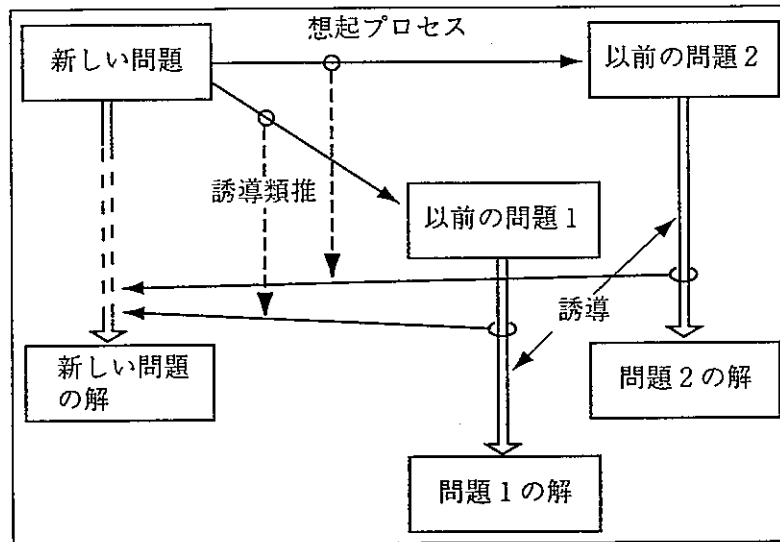 想起プロセス
新しい問題
以前の問題2
誘導類推
以前の問題1
誘導
新しい問題
の解
問題2の解
問題1の解